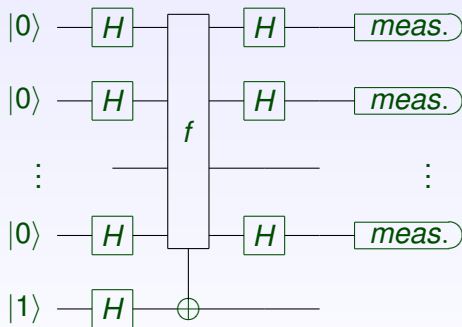 |0⟩ H H meas.
|0⟩ H H meas.
f
⋮ ⋮
|0⟩ H H meas.
|1⟩ H